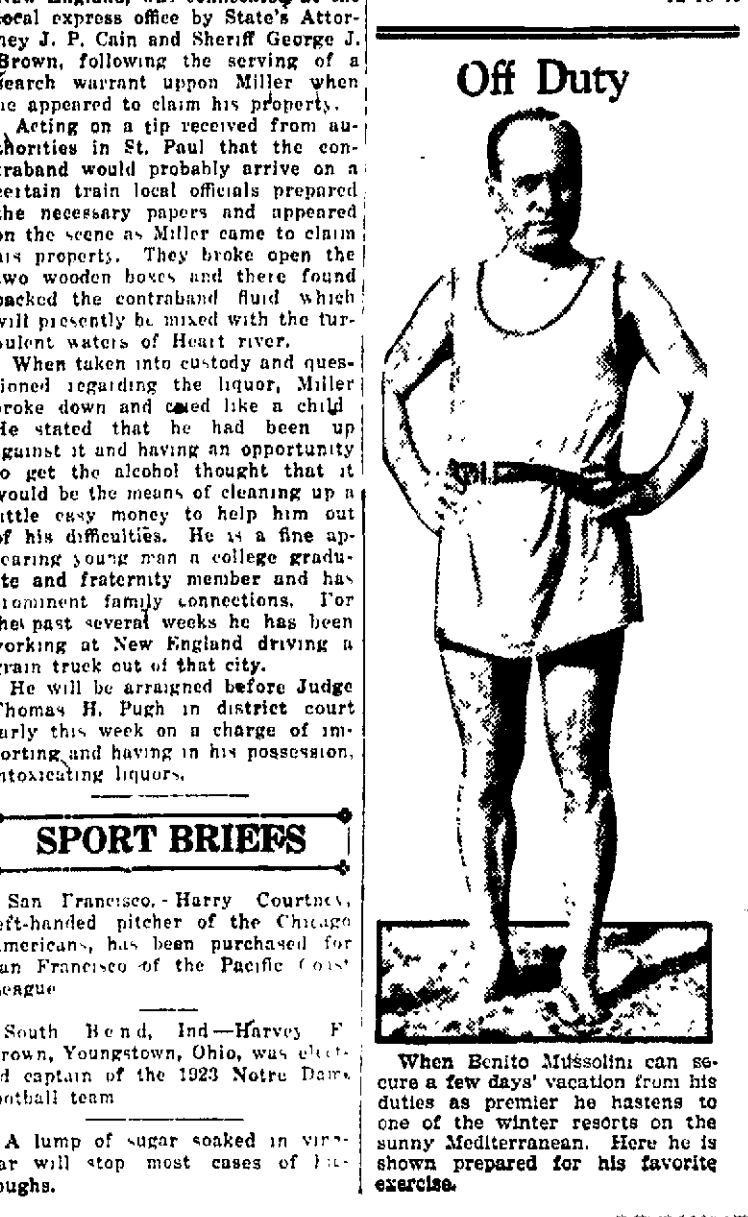 local express office by State's Attor-
ney J. P. Cain and Sheriff George J.
Brown, following the serving of a
search warrant uppon Miller when
he appeared to claim his property.
Acting on a tip received from au-
thorities in St. Paul that the con-
traband would probably arrive on a
certain train local officials prepared
the necessary papers and appeared
on the scene as Miller came to claim
his property. They broke open the
two wooden boxes and there found
packed the contraband fluid which
will presently be mixed with the tur-
bulent waters of Heart river.
When taken into custody and ques-
tioned regarding the liquor, Miller
broke down and cried like a child
He stated that he had been up
against it and having an opportunity
to get the alcohol thought that it
would be the means of cleaning up a
little easy money to help him out
of his difficulties. He is a fine ap-
pearing young man a college gradu-
ate and fraternity member and has
prominent family connections. For
the past several weeks he has been
working at New England driving a
grain truck out of that city.
He will be arraigned before Judge
Thomas H. Pugh in district court
early this week on a charge of im-
porting and having in his possession,
intoxicating liquors.
SPORT BRIEFS
San Francisco. - Harry Courtney,
left-handed pitcher of the Chicago
Americans, has been purchased for
San Francisco of the Pacific Coast
League
South Bend, Ind—Harvey F
Brown, Youngstown, Ohio, was elect-
ed captain of the 1923 Notre Dame
football team
A lump of sugar soaked in vine-
gar will stop most cases of hic-
coughs.
Off Duty
When Benito Mussolini can se-
cure a few days' vacation from his
duties as premier he hastens to
one of the winter resorts on the
sunny Mediterranean. Here he is
shown prepared for his favorite
exercise.